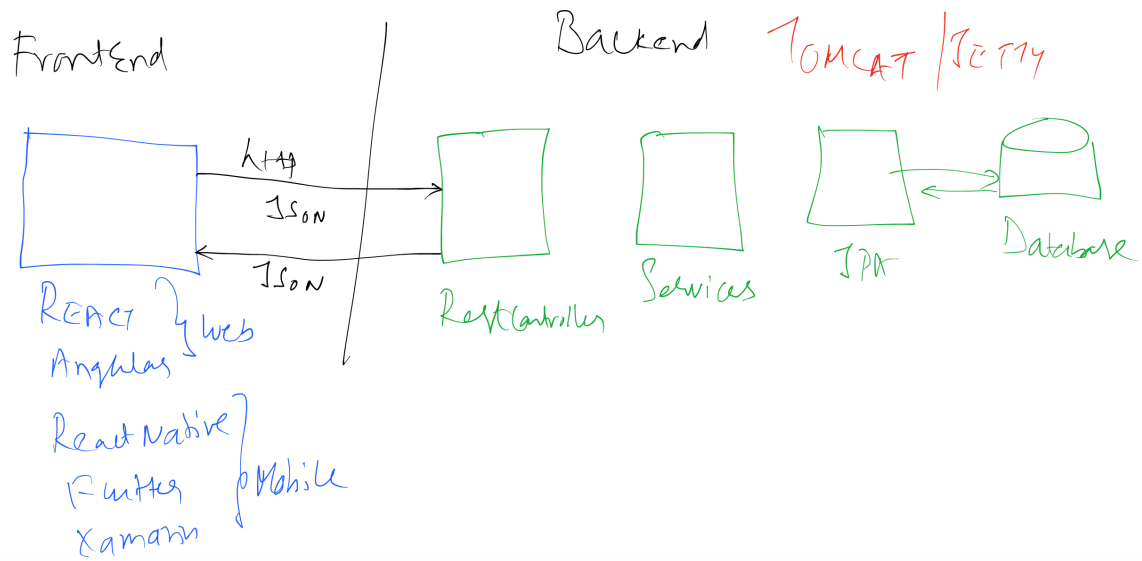 FrontEnd
Backend
TOMCAT / JETTY
http
JSON
JSON
REACT
Angular
Web
React Native
Flutter
Xamarin
Mobile
RestController
Services
JPA
Database